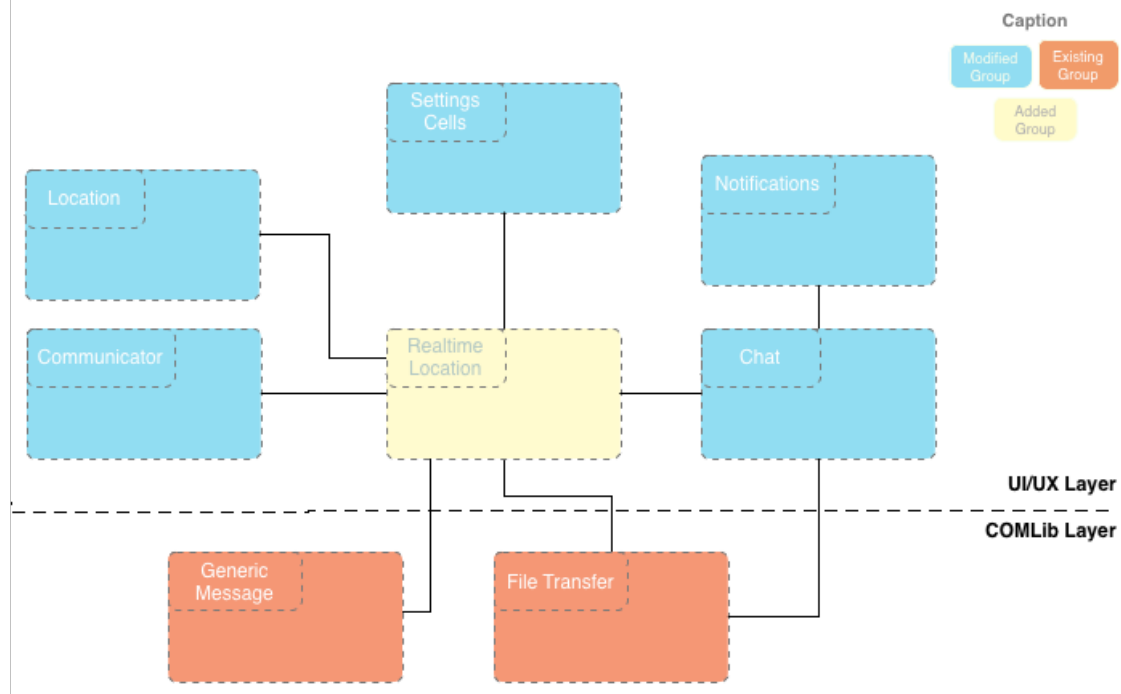 Caption
Modified
Group
Existing
Group
Added
Group
Settings
Cells
Location
Notifications
Communicator
Realtime
Location
Chat
UI/UX Layer
COMLib Layer
Generic
Message
File Transfer